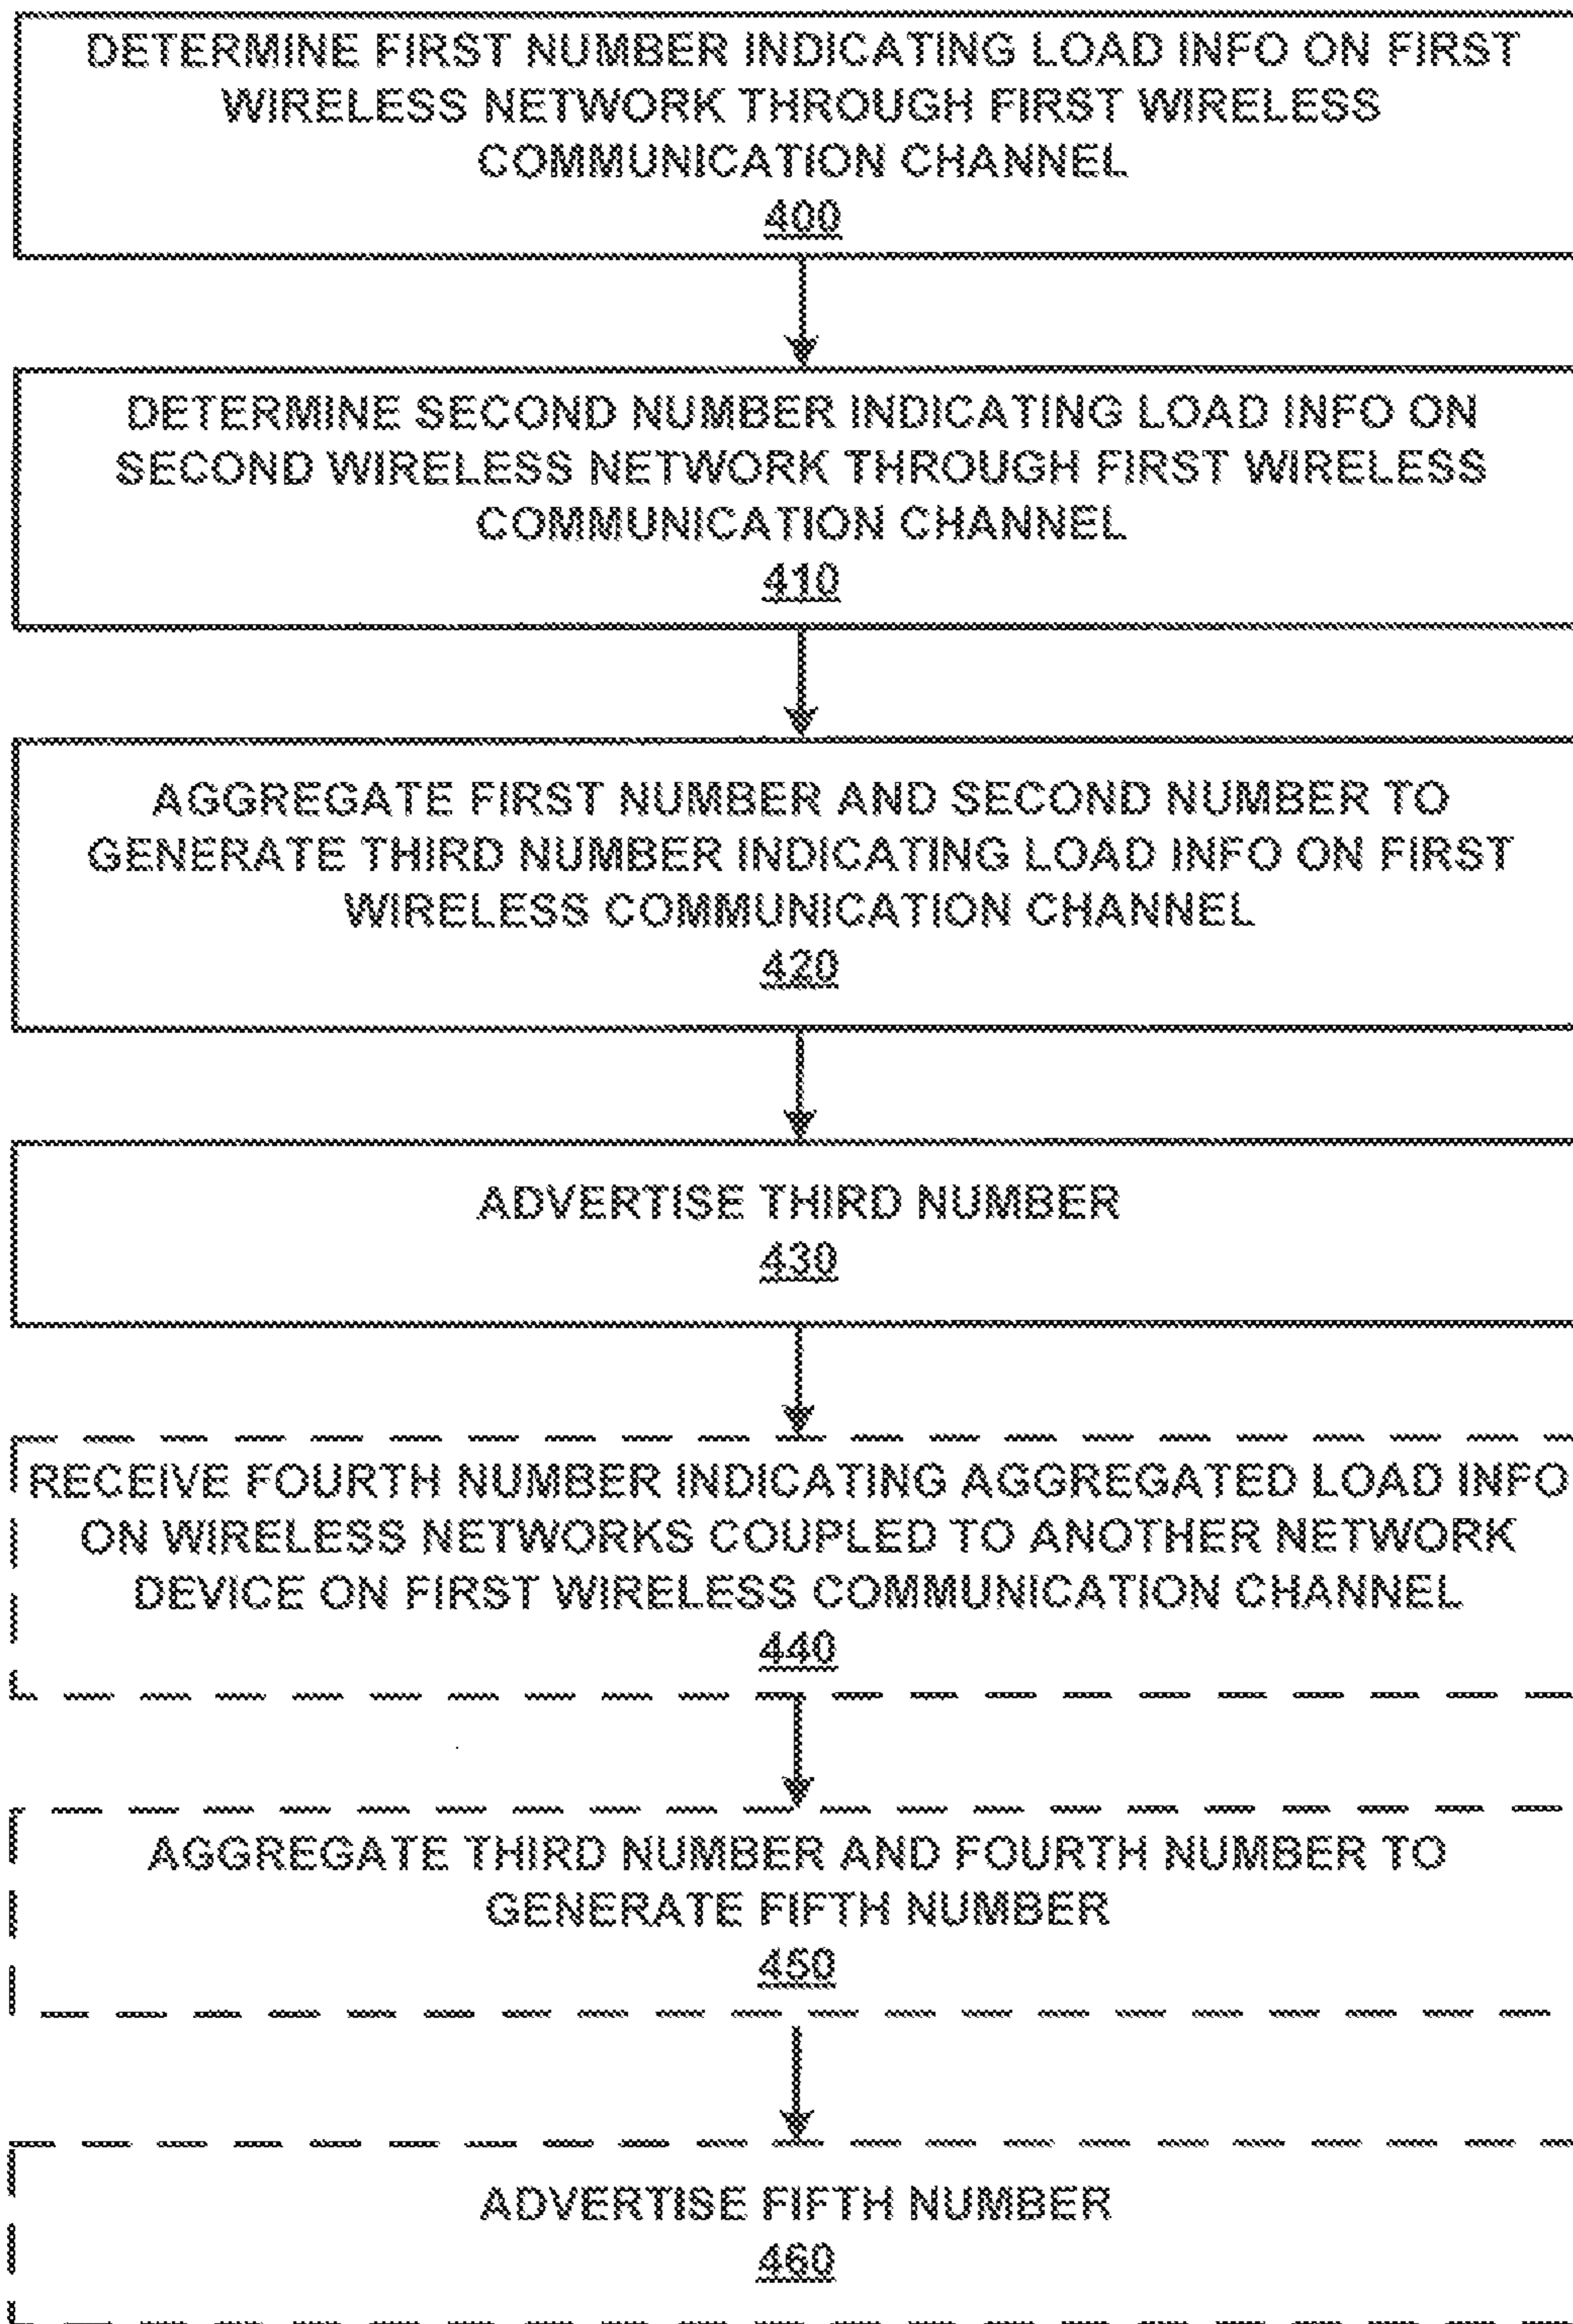 DETERMINE FIRST NUMBER INDICATING LOAD INFO ON FIRST
WIRELESS NETWORK THROUGH FIRST WIRELESS
COMMUNICATION CHANNEL
400
DETERMINE SECOND NUMBER INDICATING LOAD INFO ON
SECOND WIRELESS NETWORK THROUGH FIRST WIRELESS
COMMUNICATION CHANNEL
410
AGGREGATE FIRST NUMBER AND SECOND NUMBER TO
GENERATE THIRD NUMBER INDICATING LOAD INFO ON FIRST
WIRELESS COMMUNICATION CHANNEL
420
ADVERTISE THIRD NUMBER
430
RECEIVE FOURTH NUMBER INDICATING AGGREGATED LOAD INFO
ON WIRELESS NETWORKS COUPLED TO ANOTHER NETWORK
DEVICE ON FIRST WIRELESS COMMUNICATION CHANNEL
440
AGGREGATE THIRD NUMBER AND FOURTH NUMBER TO
GENERATE FIFTH NUMBER
450
ADVERTISE FIFTH NUMBER
460